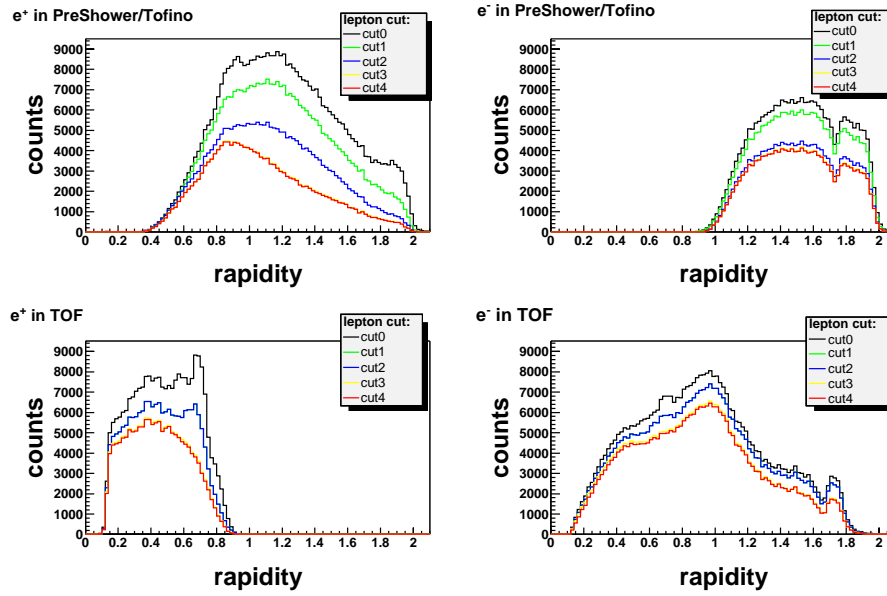 e+ in PreShower/Tofino
lepton cut:
cut0
cut1
cut2
cut3
cut4
9000
8000
7000
6000
5000
4000
3000
2000
1000
0
counts
0 0.2 0.4 0.6 0.8 1 1.2 1.4 1.6 1.8 2
rapidity
e- in PreShower/Tofino
lepton cut:
cut0
cut1
cut2
cut3
cut4
9000
8000
7000
6000
5000
4000
3000
2000
1000
0
counts
0 0.2 0.4 0.6 0.8 1 1.2 1.4 1.6 1.8 2
rapidity
e+ in TOF
lepton cut:
cut0
cut1
cut2
cut3
cut4
9000
8000
7000
6000
5000
4000
3000
2000
1000
0
counts
0 0.2 0.4 0.6 0.8 1 1.2 1.4 1.6 1.8 2
rapidity
e- in TOF
lepton cut:
cut0
cut1
cut2
cut3
cut4
9000
8000
7000
6000
5000
4000
3000
2000
1000
0
counts
0 0.2 0.4 0.6 0.8 1 1.2 1.4 1.6 1.8 2
rapidity